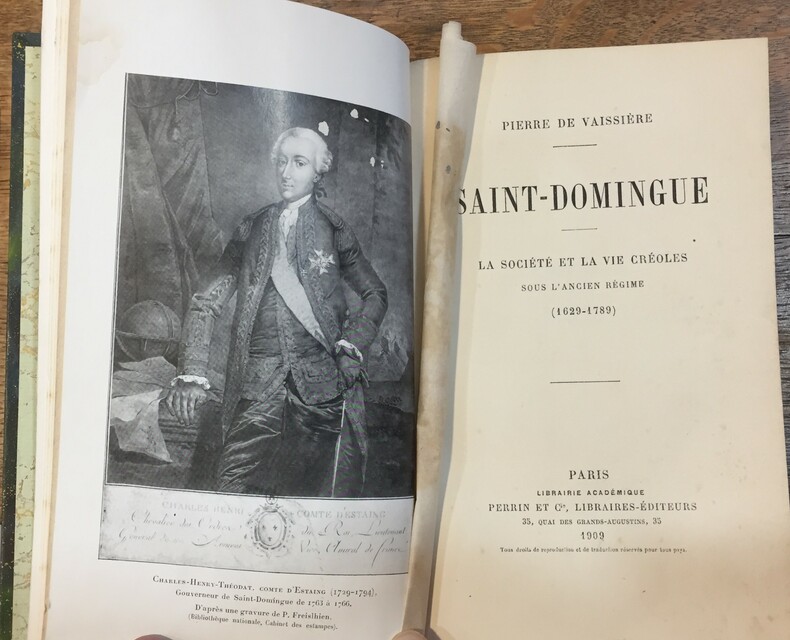 CHARLES HENRI COMTE D'ESTAING
Chevalier des Ordres du Roi Lieutenant
Général Armées Vice Amiral de france
CHARLES-HENRY-THÉODAT, COMTE D'ESTAING (1729-1794),
Gouverneur de Saint-Domingue de 1763 à 1766.
D'après une gravure de P. Freislhien.
(Bibliothèque nationale, Cabinet des estampes).
PIERRE DE VAISSIÈRE
SAINT-DOMINGUE
LA SOCIÉTÉ ET LA VIE CRÉOLES
SOUS L'ANCIEN RÉGIME
(1629-1789)
PARIS
LIBRAIRIE ACADÉMIQUE
PERRIN ET Cie, LIBRAIRES-ÉDITEURS
35, QUAI DES GRANDS-AUGUSTINS, 35
1909
Tous droits de reproduction et de traduction réservés pour tous pays.